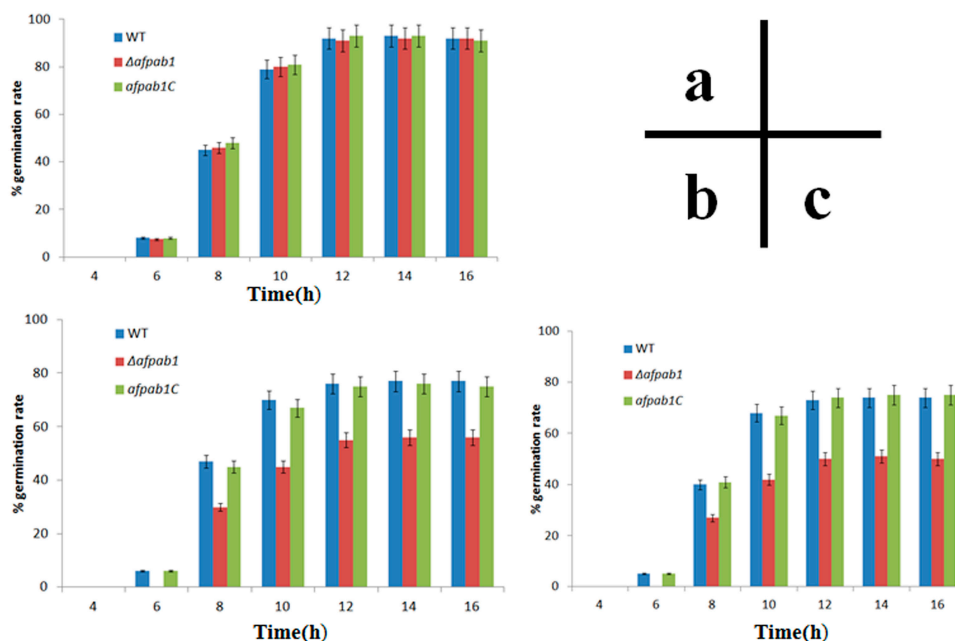 100
80
60
40
20
0
% germination rate
WT
Δafpab1
afpab1C
4 6 8 10 12 14 16
Time(h)
a
b c
100
80
60
40
20
0
% germination rate
WT
Δafpab1
afpab1C
4 6 8 10 12 14 16
Time(h)
100
80
60
40
20
0
% germination rate
WT
Δafpab1
afpab1C
4 6 8 10 12 14 16
Time(h)